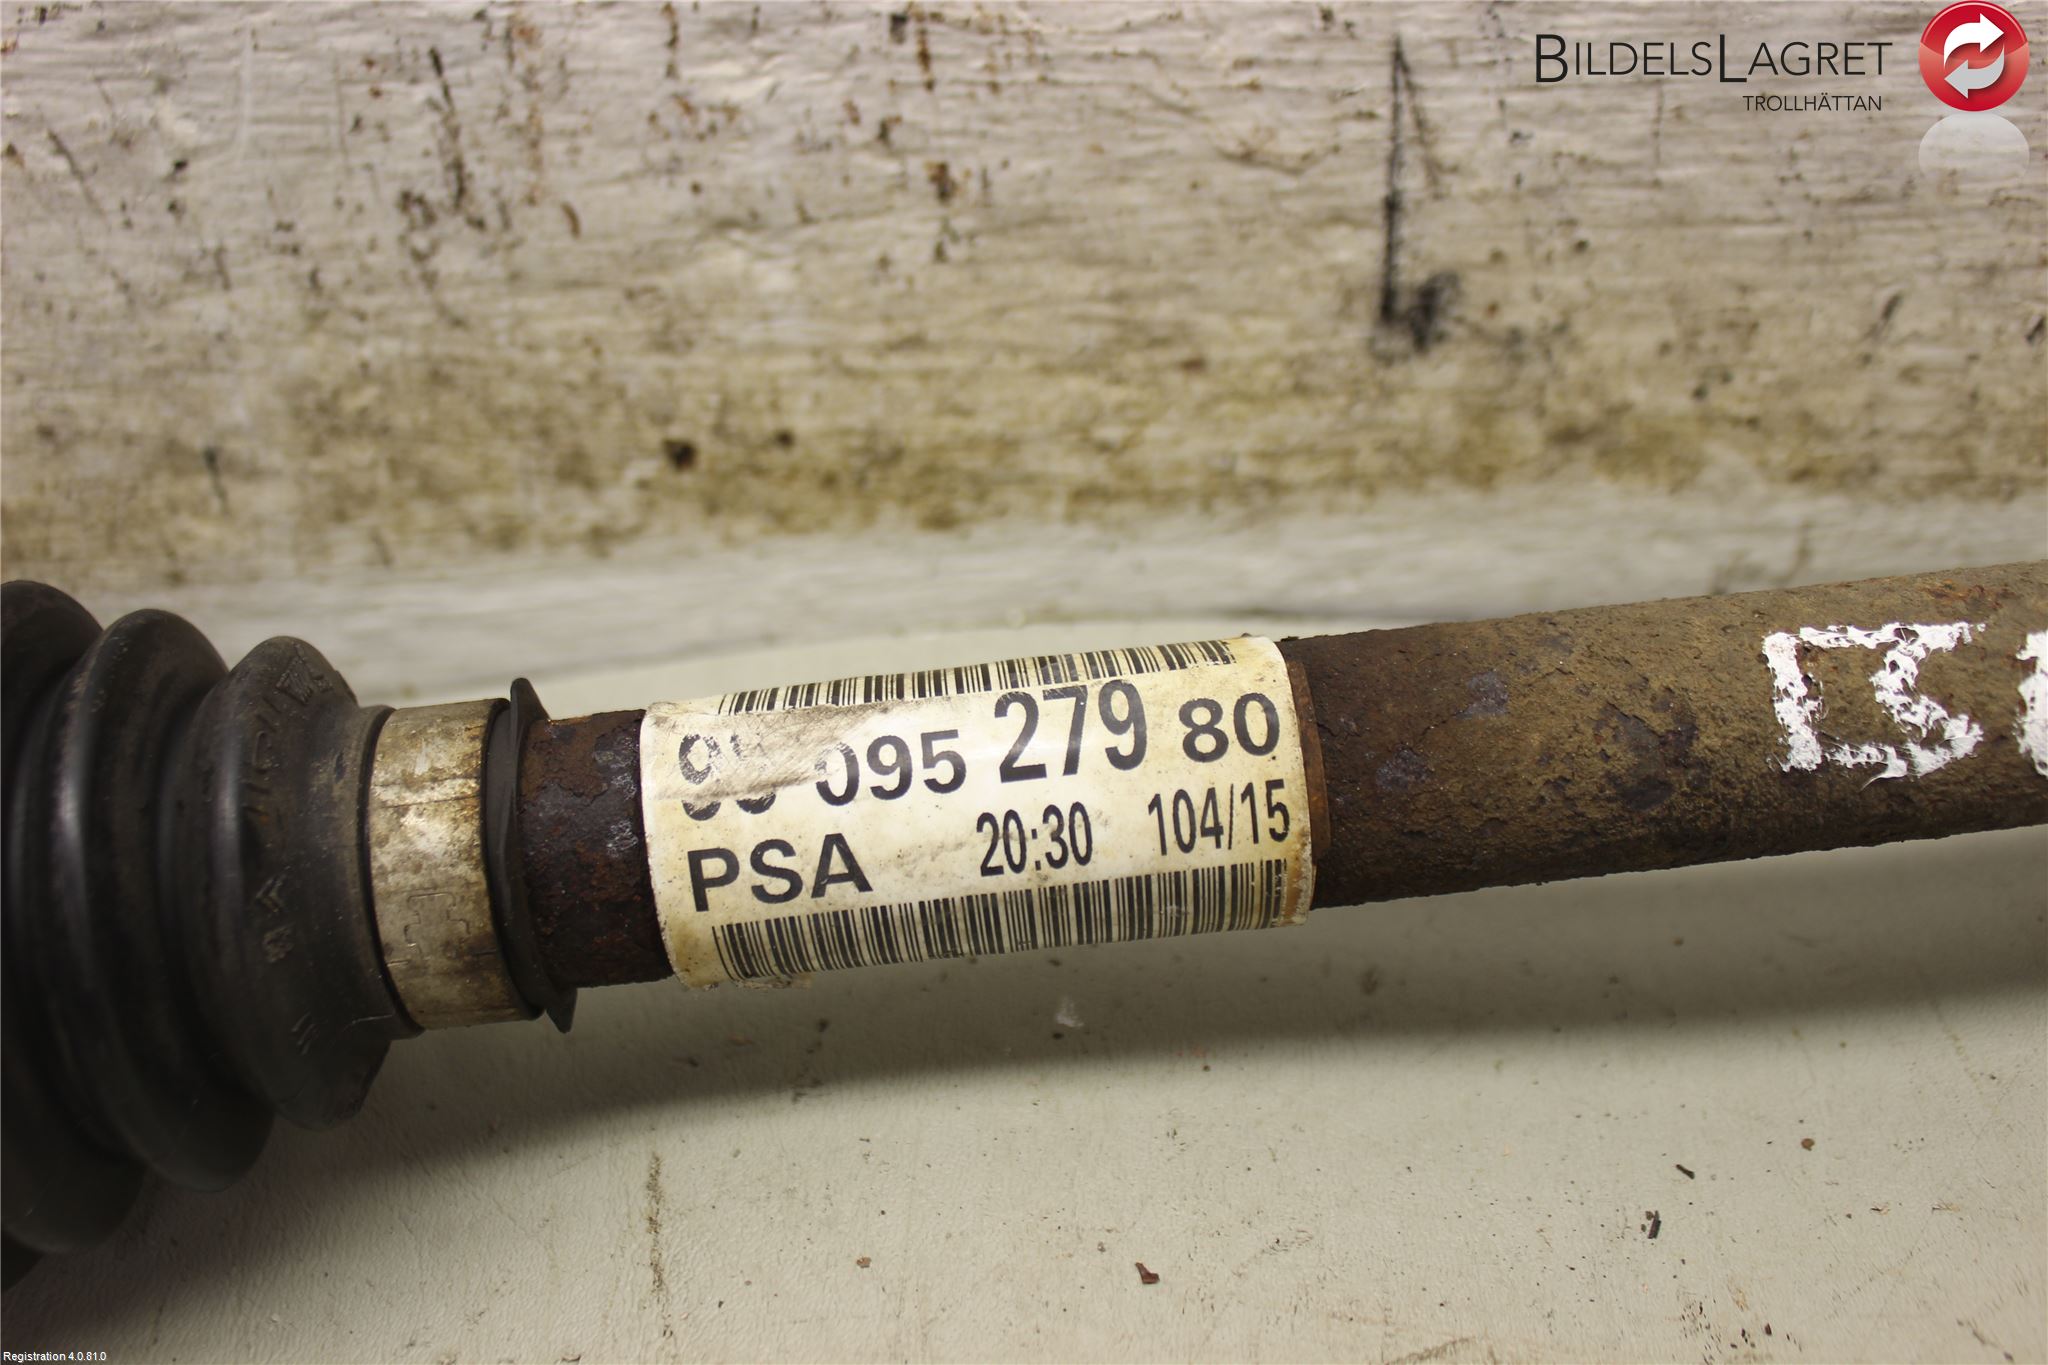 BILDELSLAGRET
TROLLHÄTTAN
095 279 80
PSA 20:30 104/15
Registration 4.0.81.0